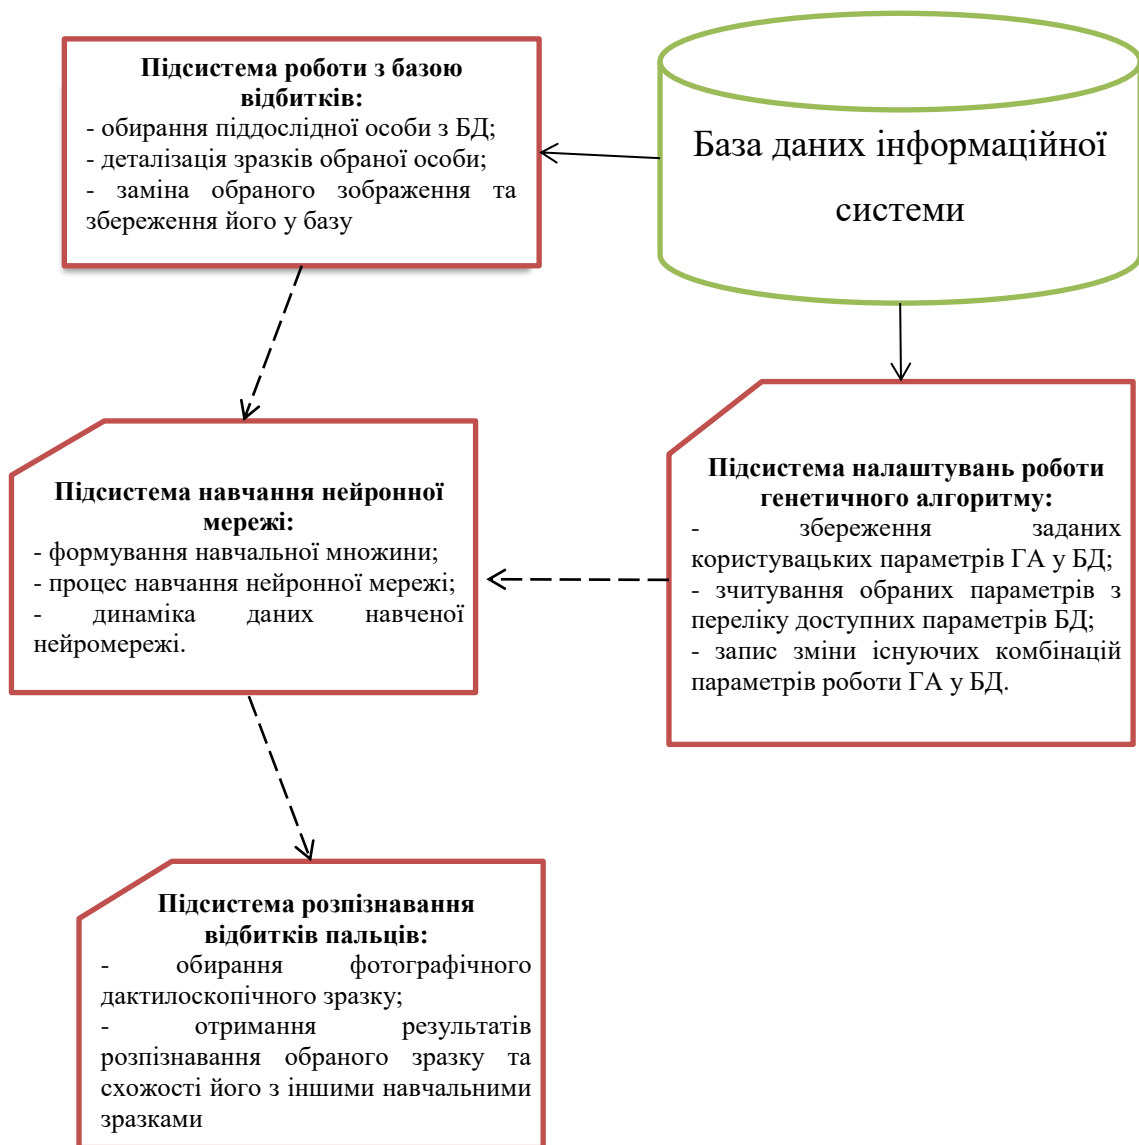 Підсистема роботи з базою
відбитків:
- обирання піддослідної особи з БД;
- деталізація зразків обраної особи;
- заміна обраного зображення та
збереження його у базу
База даних інформаційної
системи
Підсистема навчання нейронної
мережі:
- формування навчальної множини;
- процес навчання нейронної мережі;
- динаміка даних навченої
нейромережі.
Підсистема налаштувань роботи
генетичного алгоритму:
- збереження заданих
користувацьких параметрів ГА у БД;
- зчитування обраних параметрів з
переліку доступних параметрів БД;
- запис зміни існуючих комбінацій
параметрів роботи ГА у БД.
Підсистема розпізнавання
відбитків пальців:
- обирання фотографічного
дактилоскопічного зразку;
- отримання результатів
розпізнавання обраного зразку та
схожості його з іншими навчальними
зразками